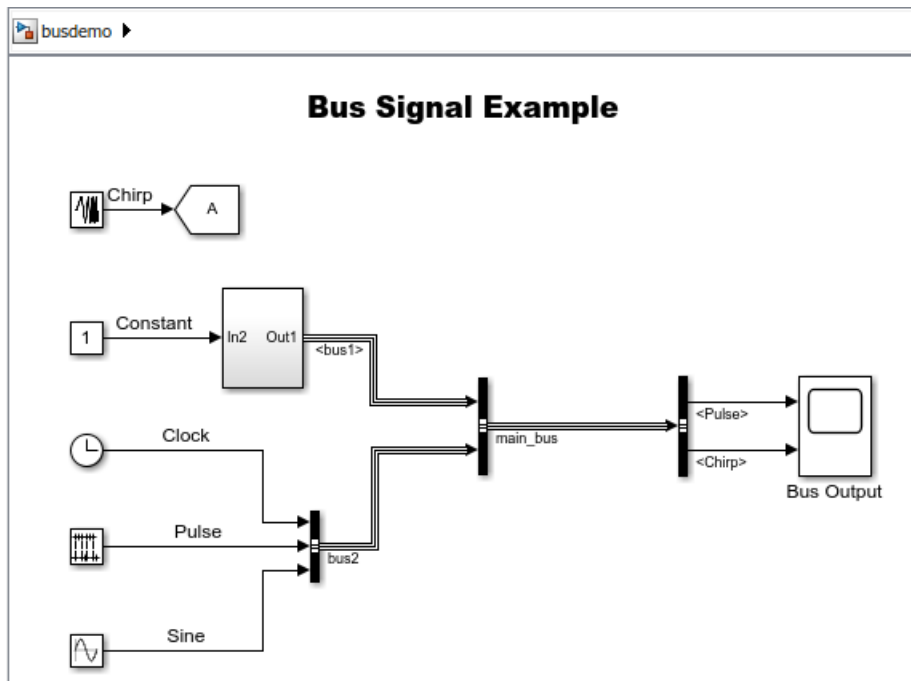 busdemo
Bus Signal Example
Chirp
A
Constant
1
In2 Out1
<bus1>
Clock
Pulse
bus2
Sine
main_bus
<Pulse>
<Chirp>
Bus Output